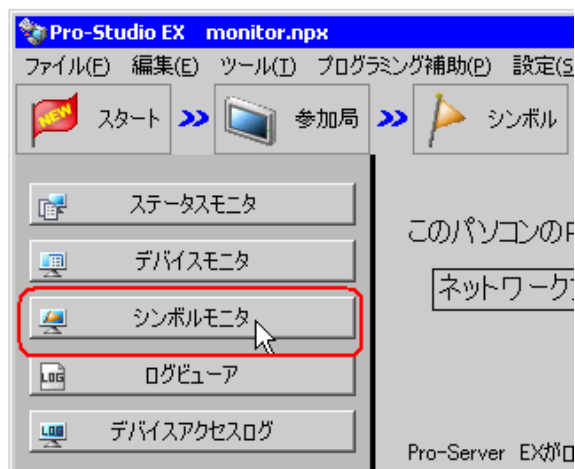 Pro-Studio EX monitor.npx
ファイル(F) 編集(E) ツール(T) プログラミング補助(P) 設定(S
NEW スタート 参加局 シンボル
ステータスモニタ
デバイスモニタ
シンボルモニタ
LOG ログビューア
LOG デバイスアクセスログ
このパソコンの
ネットワーク
Pro-Server EXが